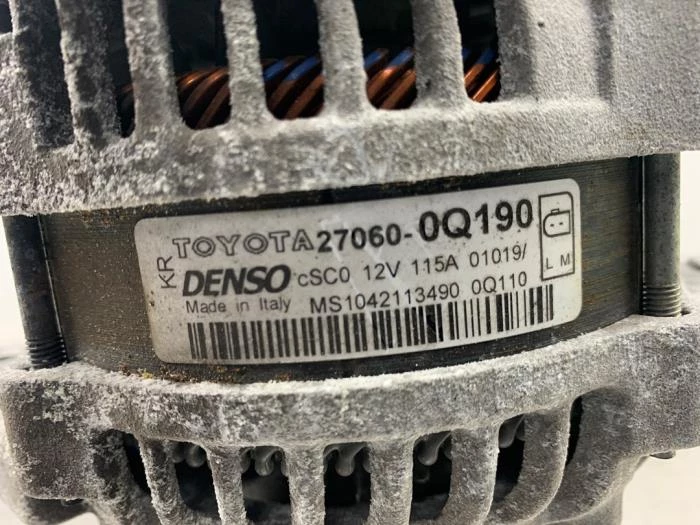 KR TOYOTA 27060-0Q190
DENSO cSC0 12V 115A 01019/
Made in Italy MS1042113490 0Q110
L M